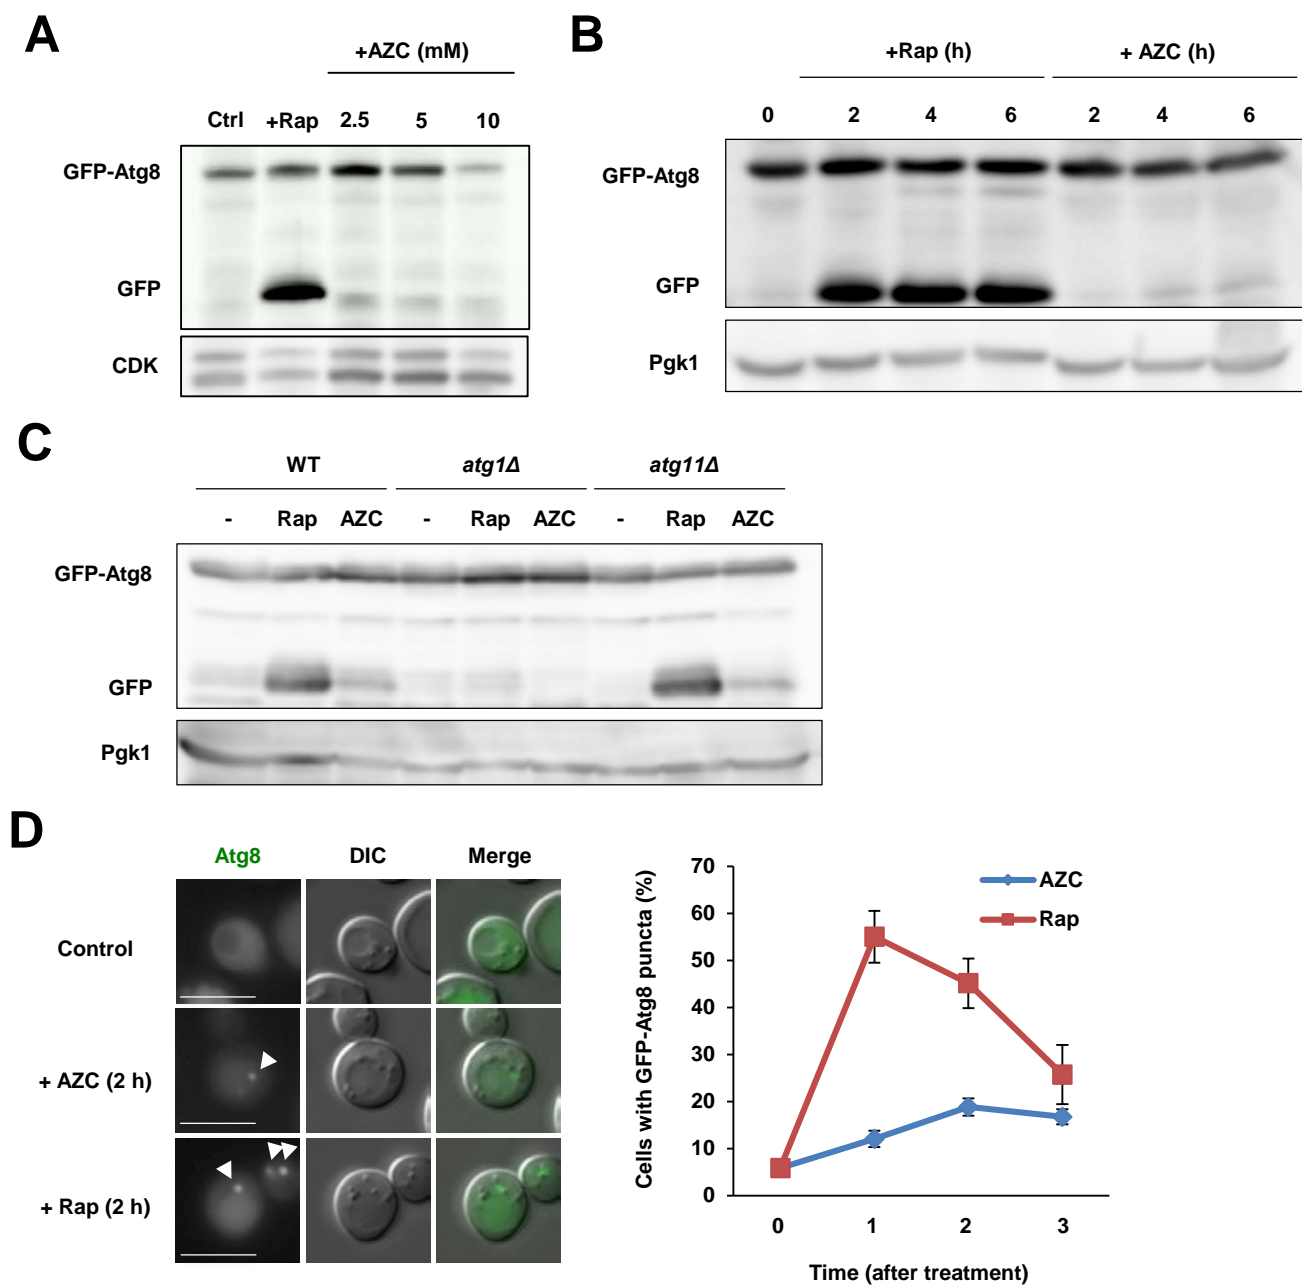 A
+AZC (mM)
Ctrl +Rap 2.5 5 10
GFP-Atg8
GFP
CDK
B
+Rap (h) + AZC (h)
0 2 4 6 2 4 6
GFP-Atg8
GFP
Pgk1
C
WT atg1Δ atg11Δ
- Rap AZC - Rap AZC - Rap AZC
GFP-Atg8
GFP
Pgk1
D
Atg8 DIC Merge
Control
+ AZC (2 h)
+ Rap (2 h)
Cells with GFP-Atg8 puncta (%)
70
60
50
40
30
20
10
0
AZC
Rap
0 1 2 3
Time (after treatment)